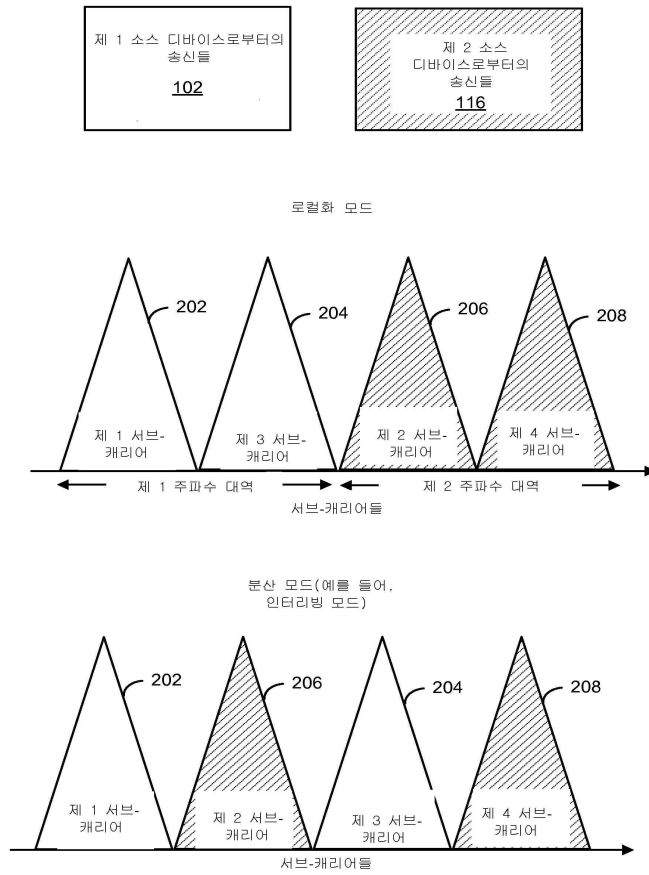 제 1 소스 디바이스로부터의
송신들
102
제 2 소스
디바이스로부터의
송신들
116
로컬화 모드
202
204
206
208
제 1 서브-
캐리어
제 3 서브-
캐리어
제 2 서브-
캐리어
제 4 서브-
캐리어
제 1 주파수 대역
제 2 주파수 대역
서브-캐리어들
분산 모드(예를 들어,
인터리빙 모드)
202
206
204
208
제 1 서브-
캐리어
제 2 서브-
캐리어
제 3 서브-
캐리어
제 4 서브-
캐리어
서브-캐리어들